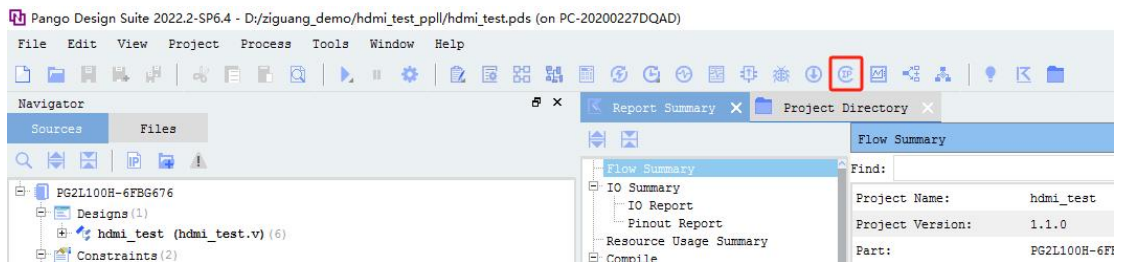 Pango Design Suite 2022.2-SP6.4 - D:/ziguang_demo/hdmi_test_ppll/hdmi_test.pds (on PC-20200227DQAD)
File Edit View Project Process Tools Window Help
IP
Navigator
Report Summary Project Directory
Sources Files
IP
Flow Summary
Flow Summary
Find:
PG2L100H-6FBG676
IO Summary
Project Name: hdmi_test
Designs(1)
IO Report
Pinout Report
Project Version: 1.1.0
hdmi_test (hdmi_test.v) (6)
Resource Usage Summary
Constraints(2)
Compile
Part: PG2L100H-6F